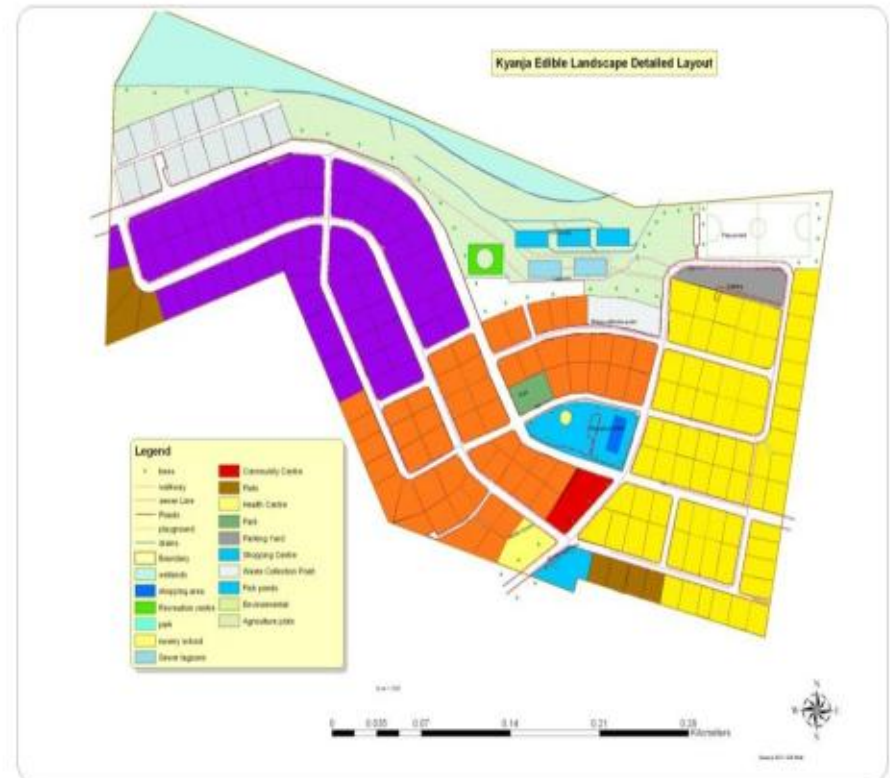 Kyanja Edible Landscape Detailed Layout
Legend
trees
walkway
sewer Line
Roads
playground
drains
Boundary
wetlands
shopping area
Recreation centre
park
nursery school
Sewer lagoons
Community Centre
Flats
Health Centre
Park
Parking Yard
Shopping Centre
Waste Collection Point
Fish ponds
Environmental
Agriculture plots
0 0.035 0.07 0.14 0.21 0.28
Kilometers
N
W E
S